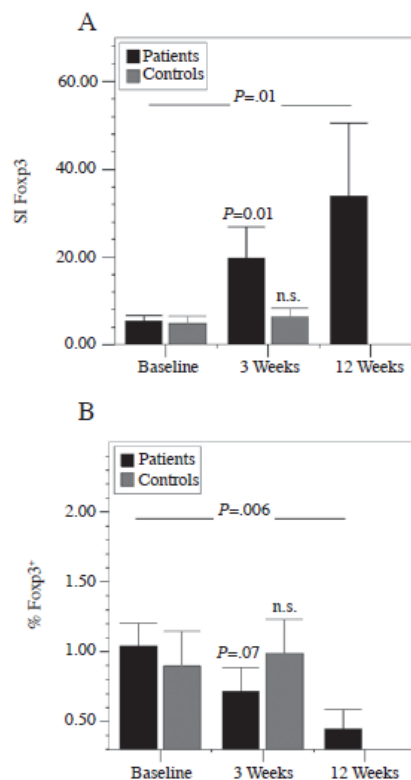 A
Patients
Controls
SI Foxp3
60.00
40.00
20.00
0.00
P=.01
P=0.01
n.s.
Baseline
3 Weeks
12 Weeks
B
Patients
Controls
% Foxp3+
2.00
1.50
1.00
0.50
P=.006
P=.07
n.s.
Baseline
3 Weeks
12 Weeks